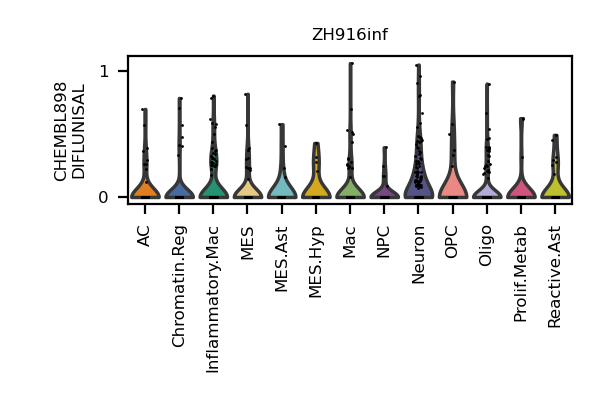 ZH916inf
CHEMBL898
DIFLUNISAL
1
0
AC
Chromatin.Reg
Inflammatory.Mac
MES
MES.Ast
MES.Hyp
Mac
NPC
Neuron
OPC
Oligo
Prolif.Metab
Reactive.Ast